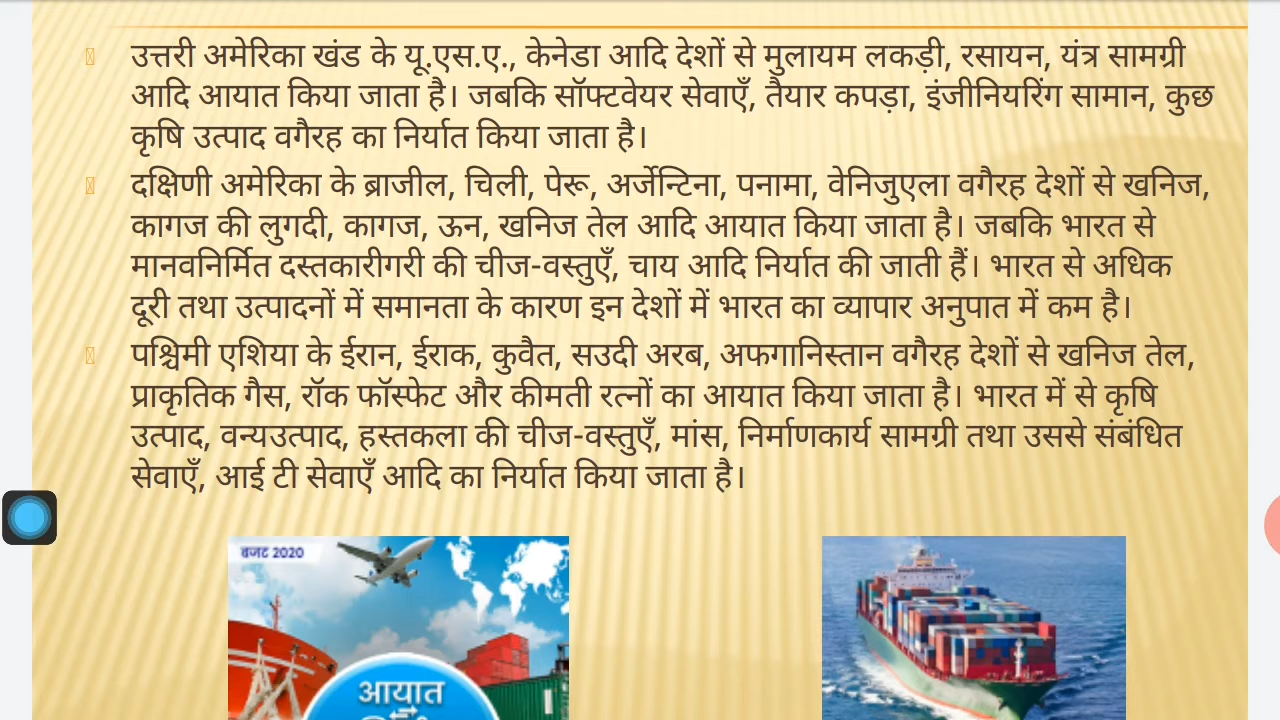 उत्तरी अमेरिका खंड के यू.एस.ए., केनेडा आदि देशों से मुलायम लकड़ी, रसायन, यंत्र सामग्री
आदि आयात किया जाता है। जबकि सॉफ्टवेयर सेवाएँ, तैयार कपड़ा, इंजीनियरिंग सामान, कुछ
कृषि उत्पाद वगैरह का निर्यात किया जाता है।
दक्षिणी अमेरिका के ब्राजील, चिली, पेरू, अर्जेन्टिना, पनामा, वेनिजुएला वगैरह देशों से खनिज,
कागज की लुगदी, कागज, ऊन, खनिज तेल आदि आयात किया जाता है। जबकि भारत से
मानवनिर्मित दस्तकारीगरी की चीज-वस्तुएँ, चाय आदि निर्यात की जाती हैं। भारत से अधिक
दूरी तथा उत्पादनों में समानता के कारण इन देशों में भारत का व्यापार अनुपात में कम है।
पश्चिमी एशिया के ईरान, ईराक, कुवैत, सउदी अरब, अफगानिस्तान वगैरह देशों से खनिज तेल,
प्राकृतिक गैस, रॉक फॉस्फेट और कीमती रत्नों का आयात किया जाता है। भारत में से कृषि
उत्पाद, वन्यउत्पाद, हस्तकला की चीज-वस्तुएँ, मांस, निर्माणकार्य सामग्री तथा उससे संबंधित
सेवाएँ, आई टी सेवाएँ आदि का निर्यात किया जाता है।
बजट 2020
आयात